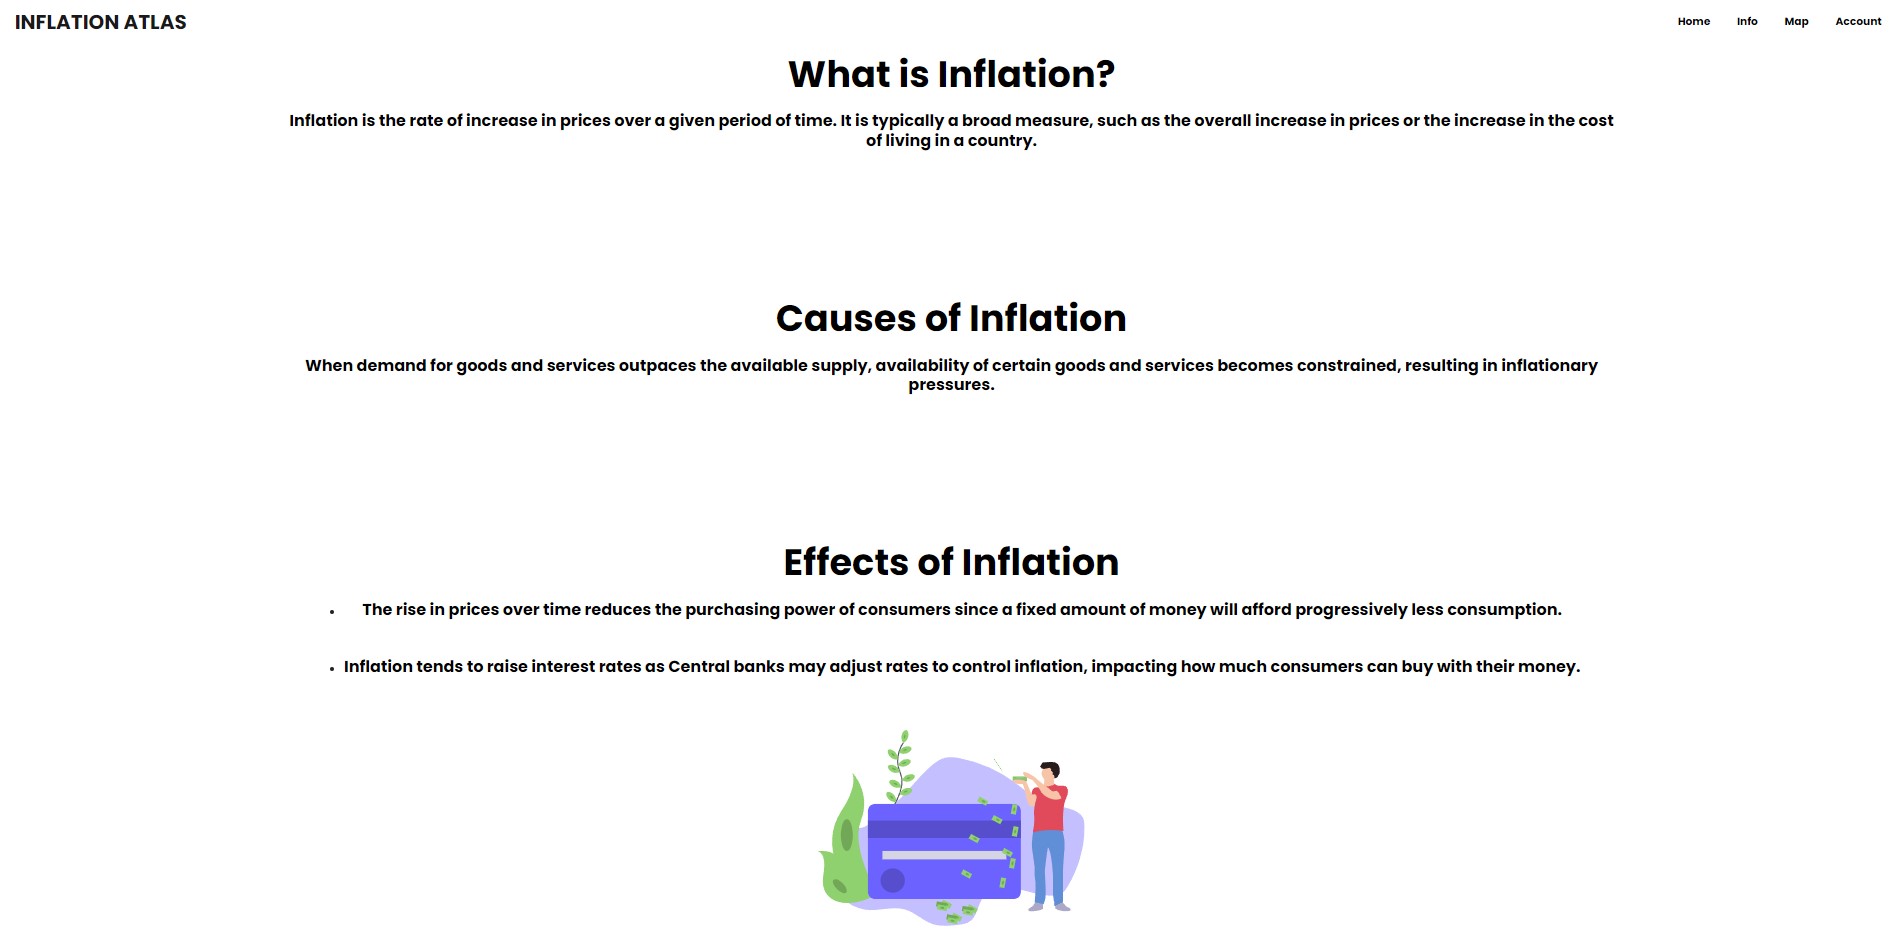 INFLATION ATLAS
Home Info Map Account
What is Inflation?
Inflation is the rate of increase in prices over a given period of time. It is typically a broad measure, such as the overall increase in prices or the increase in the cost
of living in a country.
Causes of Inflation
When demand for goods and services outpaces the available supply, availability of certain goods and services becomes constrained, resulting in inflationary
pressures.
Effects of Inflation
• The rise in prices over time reduces the purchasing power of consumers since a fixed amount of money will afford progressively less consumption.
• Inflation tends to raise interest rates as Central banks may adjust rates to control inflation, impacting how much consumers can buy with their money.